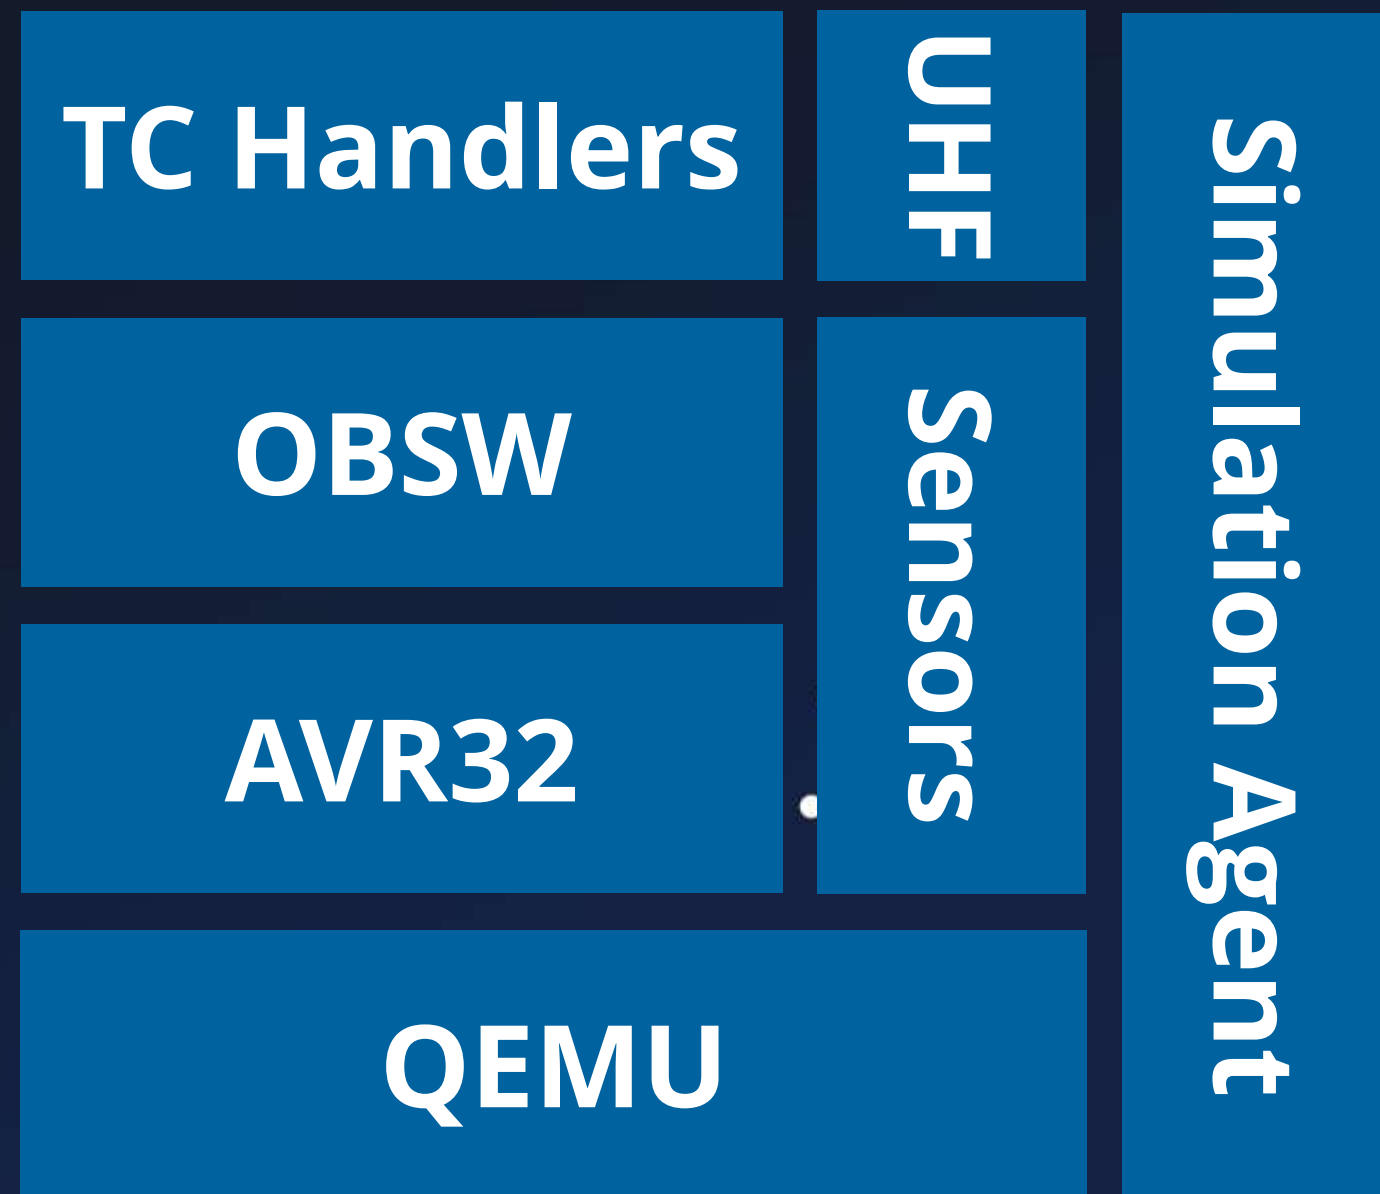 TC Handlers
UHF
OBSW
Sensors
AVR32
QEMU
Simulation Agent